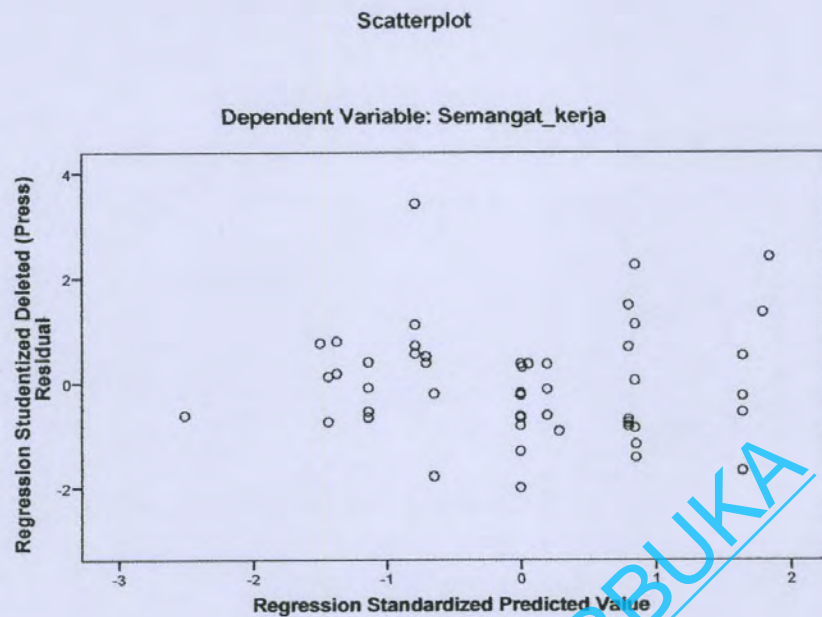 Scatterplot
Dependent Variable: Semangat_kerja
Regression Studentized Deleted (Press)
Residual
4
2
0
-2
-3
-2
-1
0
1
2
Regression Standardized Predicted Value